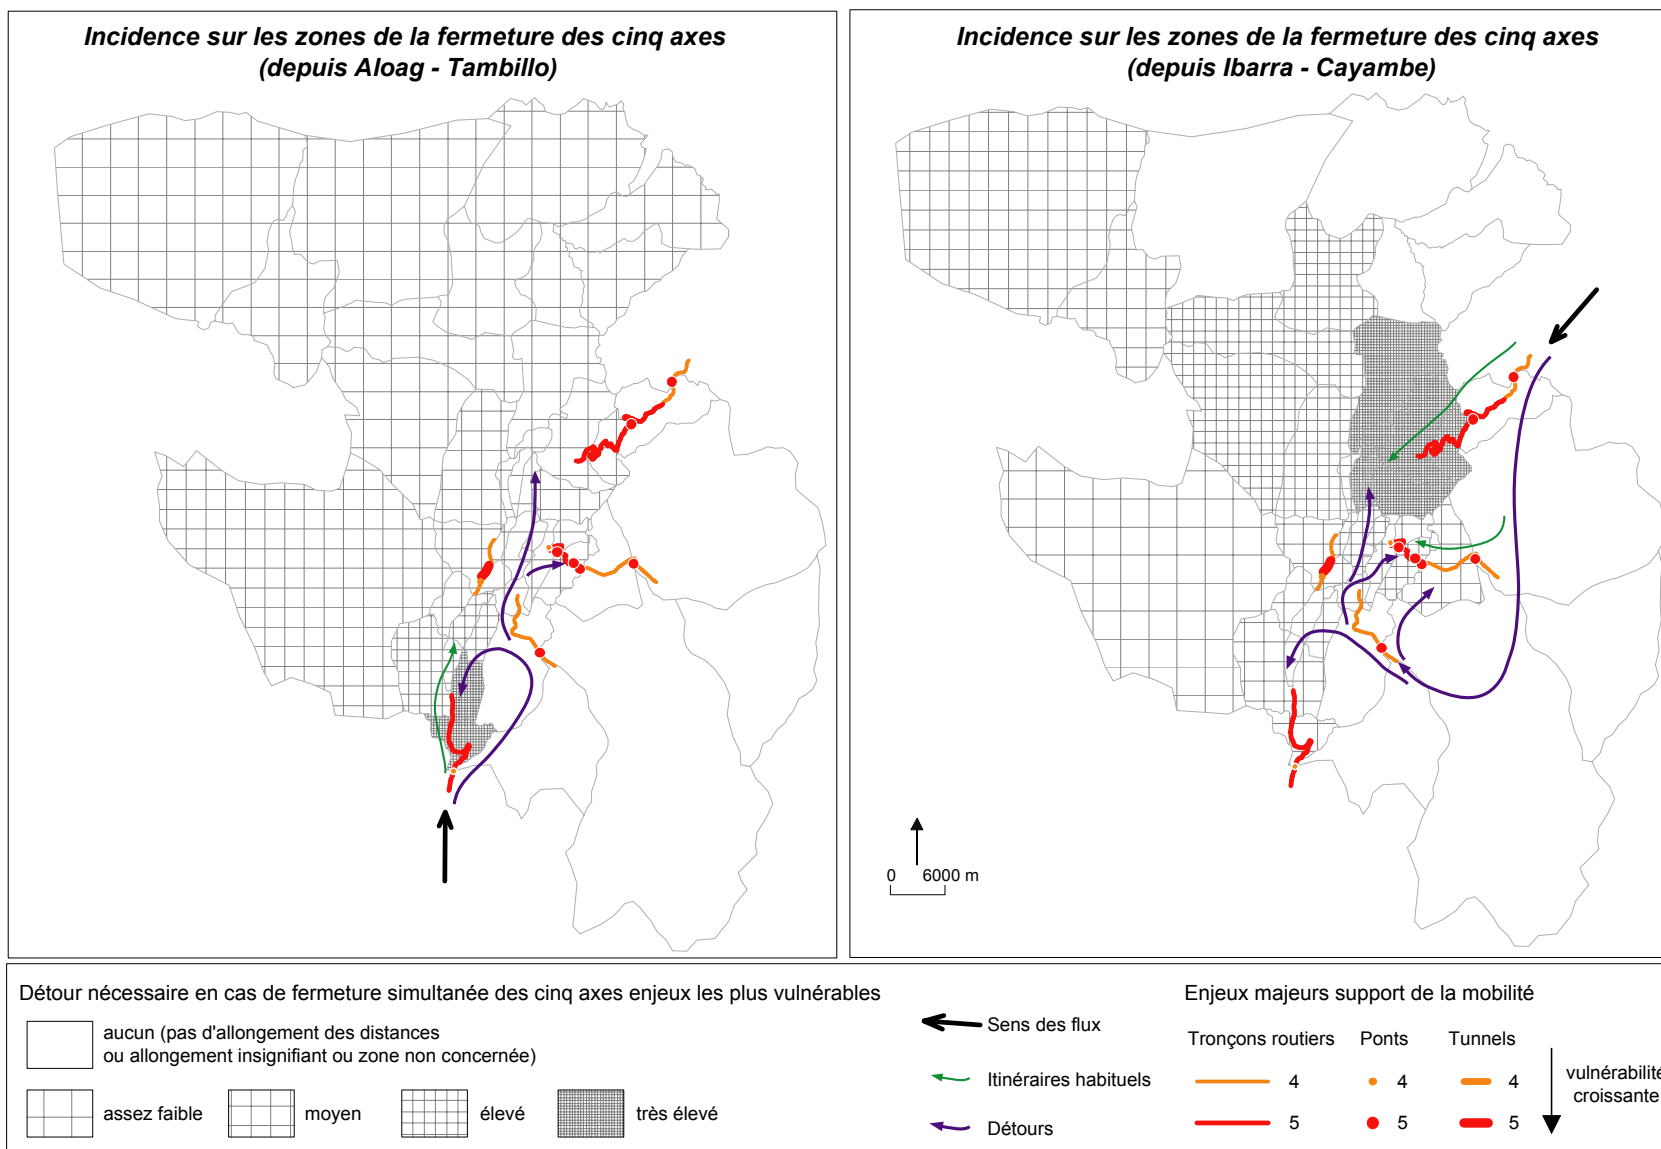 Incidence sur les zones de la fermeture des cinq axes
(depuis Aloag - Tambillo)
Incidence sur les zones de la fermeture des cinq axes
(depuis Ibarra - Cayambe)
0 6000 m
Détour nécessaire en cas de fermeture simultanée des cinq axes enjeux les plus vulnérables
aucun (pas d'allongement des distances
ou allongement insignifiant ou zone non concernée)
assez faible
moyen
élevé
très élevé
Sens des flux
Itinéraires habituels
Détours
Enjeux majeurs support de la mobilité
Tronçons routiers Ponts Tunnels
4 4 4
5 5 5
vulnérabilité
croissante